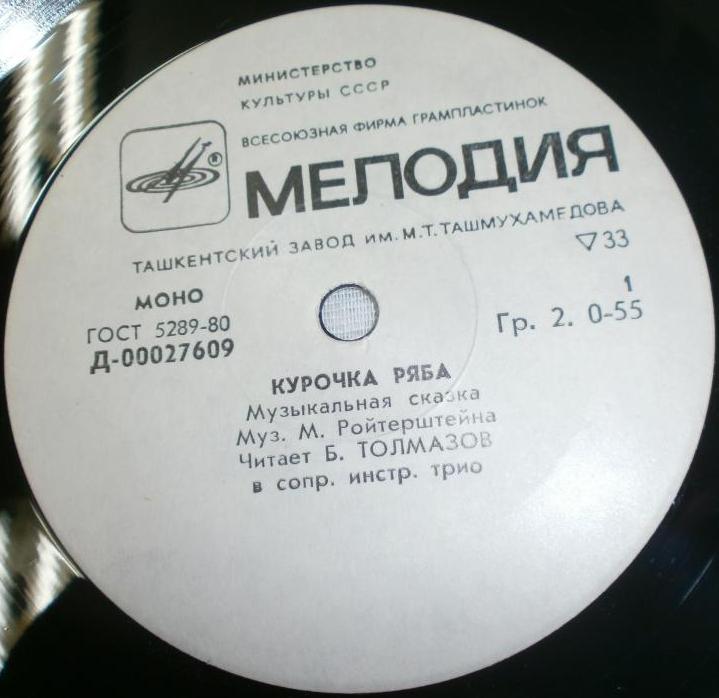 МИНИСТЕРСТВО
КУЛЬТУРЫ СССР
ВСЕСОЮЗНАЯ ФИРМА ГРАМПЛАСТИНОК
®
МЕЛОДИЯ
ТАШКЕНТСКИЙ ЗАВОД ИМ. М.Т. ТАШМУХАМЕДОВА
▽33
МОНО
1
ГОСТ 5289-80
Гр. 2. 0-55
Д-00027609
КУРОЧКА РЯБА
Музыкальная сказка
Муз. М. Ройтерштейна
Читает Б. ТОЛМАЗОВ
в сопр. инстр. трио